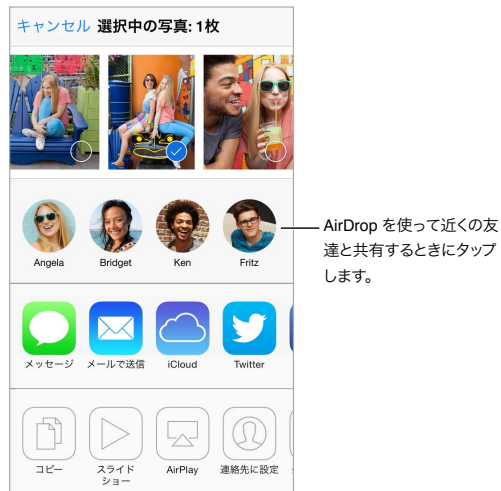 キャンセル 選択中の写真: 1枚
AirDrop を使って近くの友
達と共有するときにタップ
します。
Angela Bridget Ken Fritz
メッセージ メールで送信 iCloud Twitter
コピー スライド AirPlay 連絡先に設定
ショー